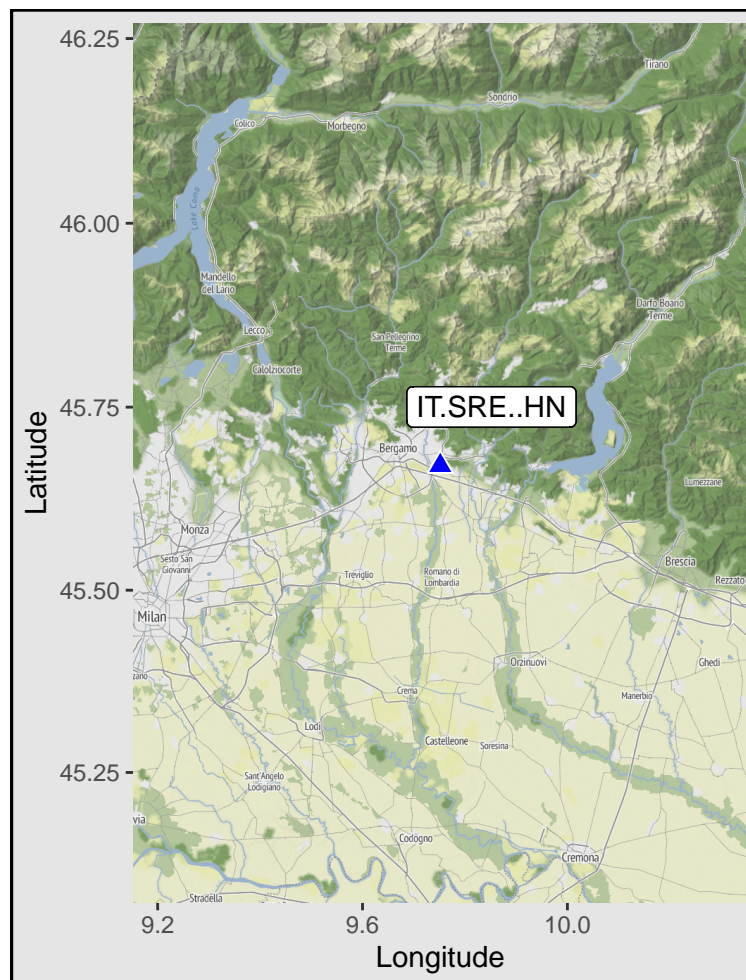 46.25
46.00
45.75
45.50
45.25
Latitude
Tirano
Sondrio
Colico
Morbegno
Lake Como
Mandello
del Lario
Darfo Boario
Terme
Lecco
San Pellegrino
Terme
Calolziocorte
IT.SRE..HN
Bergamo
Lumezzane
Monza
Sesto San
Giovanni
Brescia
Treviglio
Romano di
Lombardia
Rezzato
Milan
zano
Orzinuovi
Ghedi
Crema
Manerbio
Lodi
Castelleone
Soresina
Sant'Angelo
Lodigiano
via
Codogno
Cremona
Stradella
9.2
9.6
10.0
Longitude